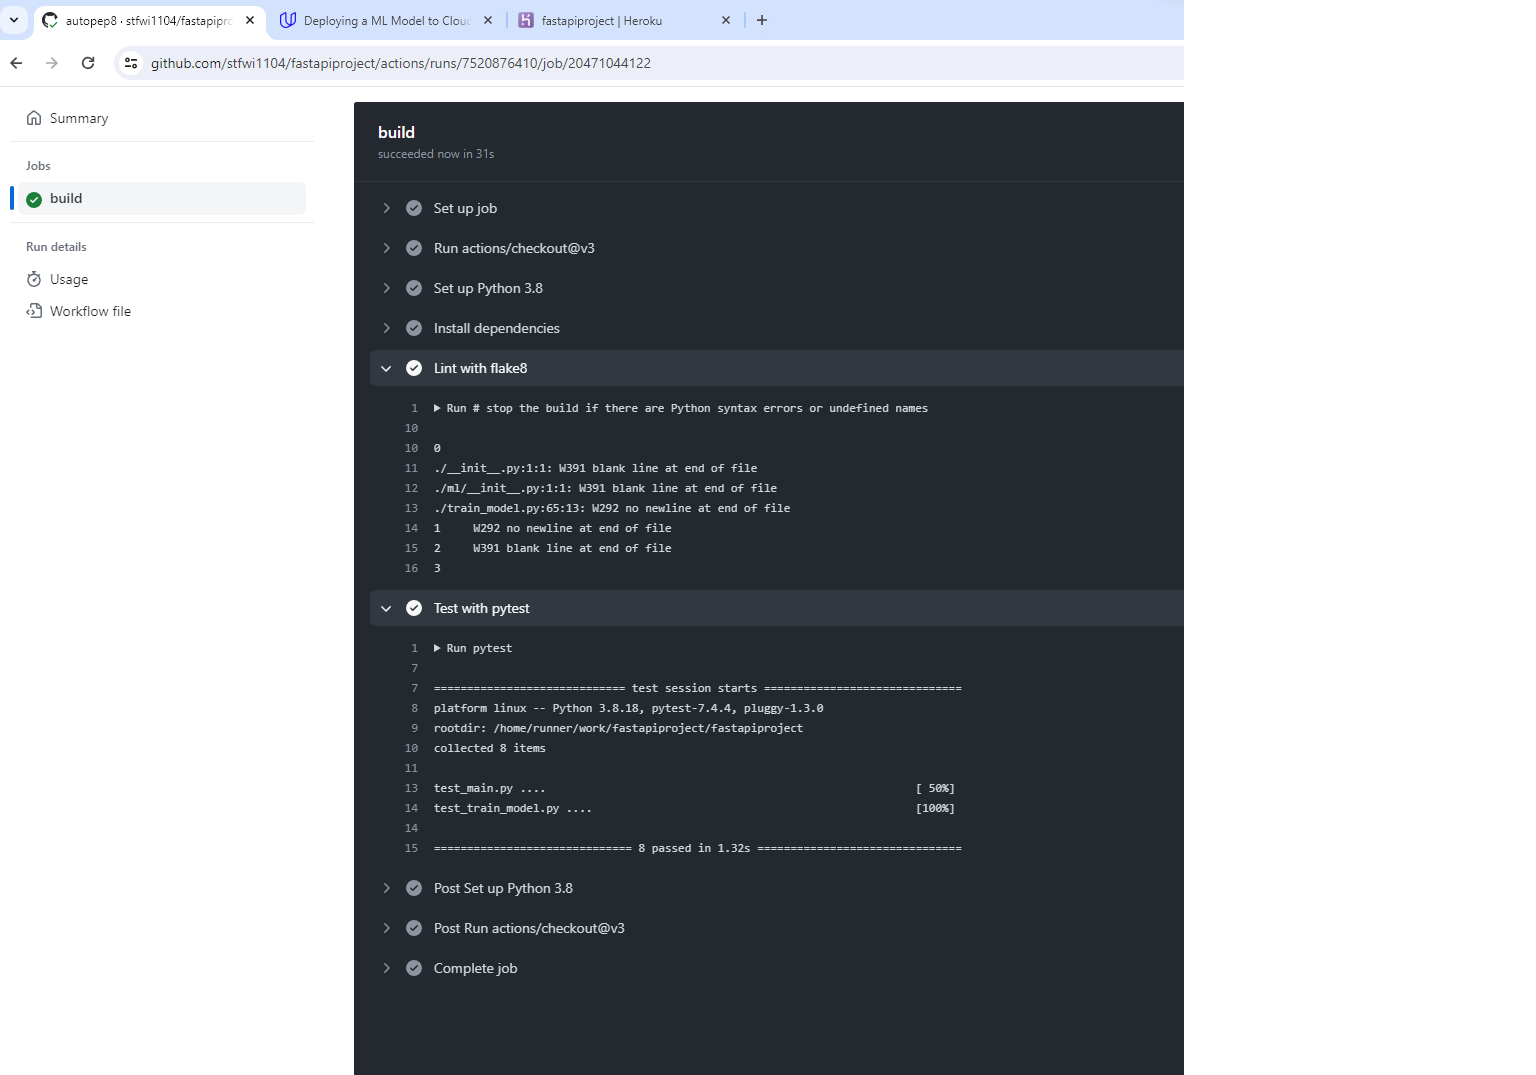 autopep8 · stfwi1104/fastapipro
Deploying a ML Model to Cloud
fastapiproject | Heroku
github.com/stfwi1104/fastapiproject/actions/runs/7520876410/job/20471044122
Summary
Jobs
build
Run details
Usage
Workflow file
build
succeeded now in 31s
Set up job
Run actions/checkout@v3
Set up Python 3.8
Install dependencies
Lint with flake8
1 Run # stop the build if there are Python syntax errors or undefined names
10
10 0
11 ./__init__.py:1:1: W391 blank line at end of file
12 ./ml/__init__.py:1:1: W391 blank line at end of file
13 ./train_model.py:65:13: W292 no newline at end of file
14 1     W292 no newline at end of file
15 2     W391 blank line at end of file
16 3
Test with pytest
1 Run pytest
7
7 ============================= test session starts ==============================
8 platform linux -- Python 3.8.18, pytest-7.4.4, pluggy-1.3.0
9 rootdir: /home/runner/work/fastapiproject/fastapiproject
10 collected 8 items
11
13 test_main.py .... [ 50%]
14 test_train_model.py .... [100%]
14
15 ============================== 8 passed in 1.32s ===============================
Post Set up Python 3.8
Post Run actions/checkout@v3
Complete job